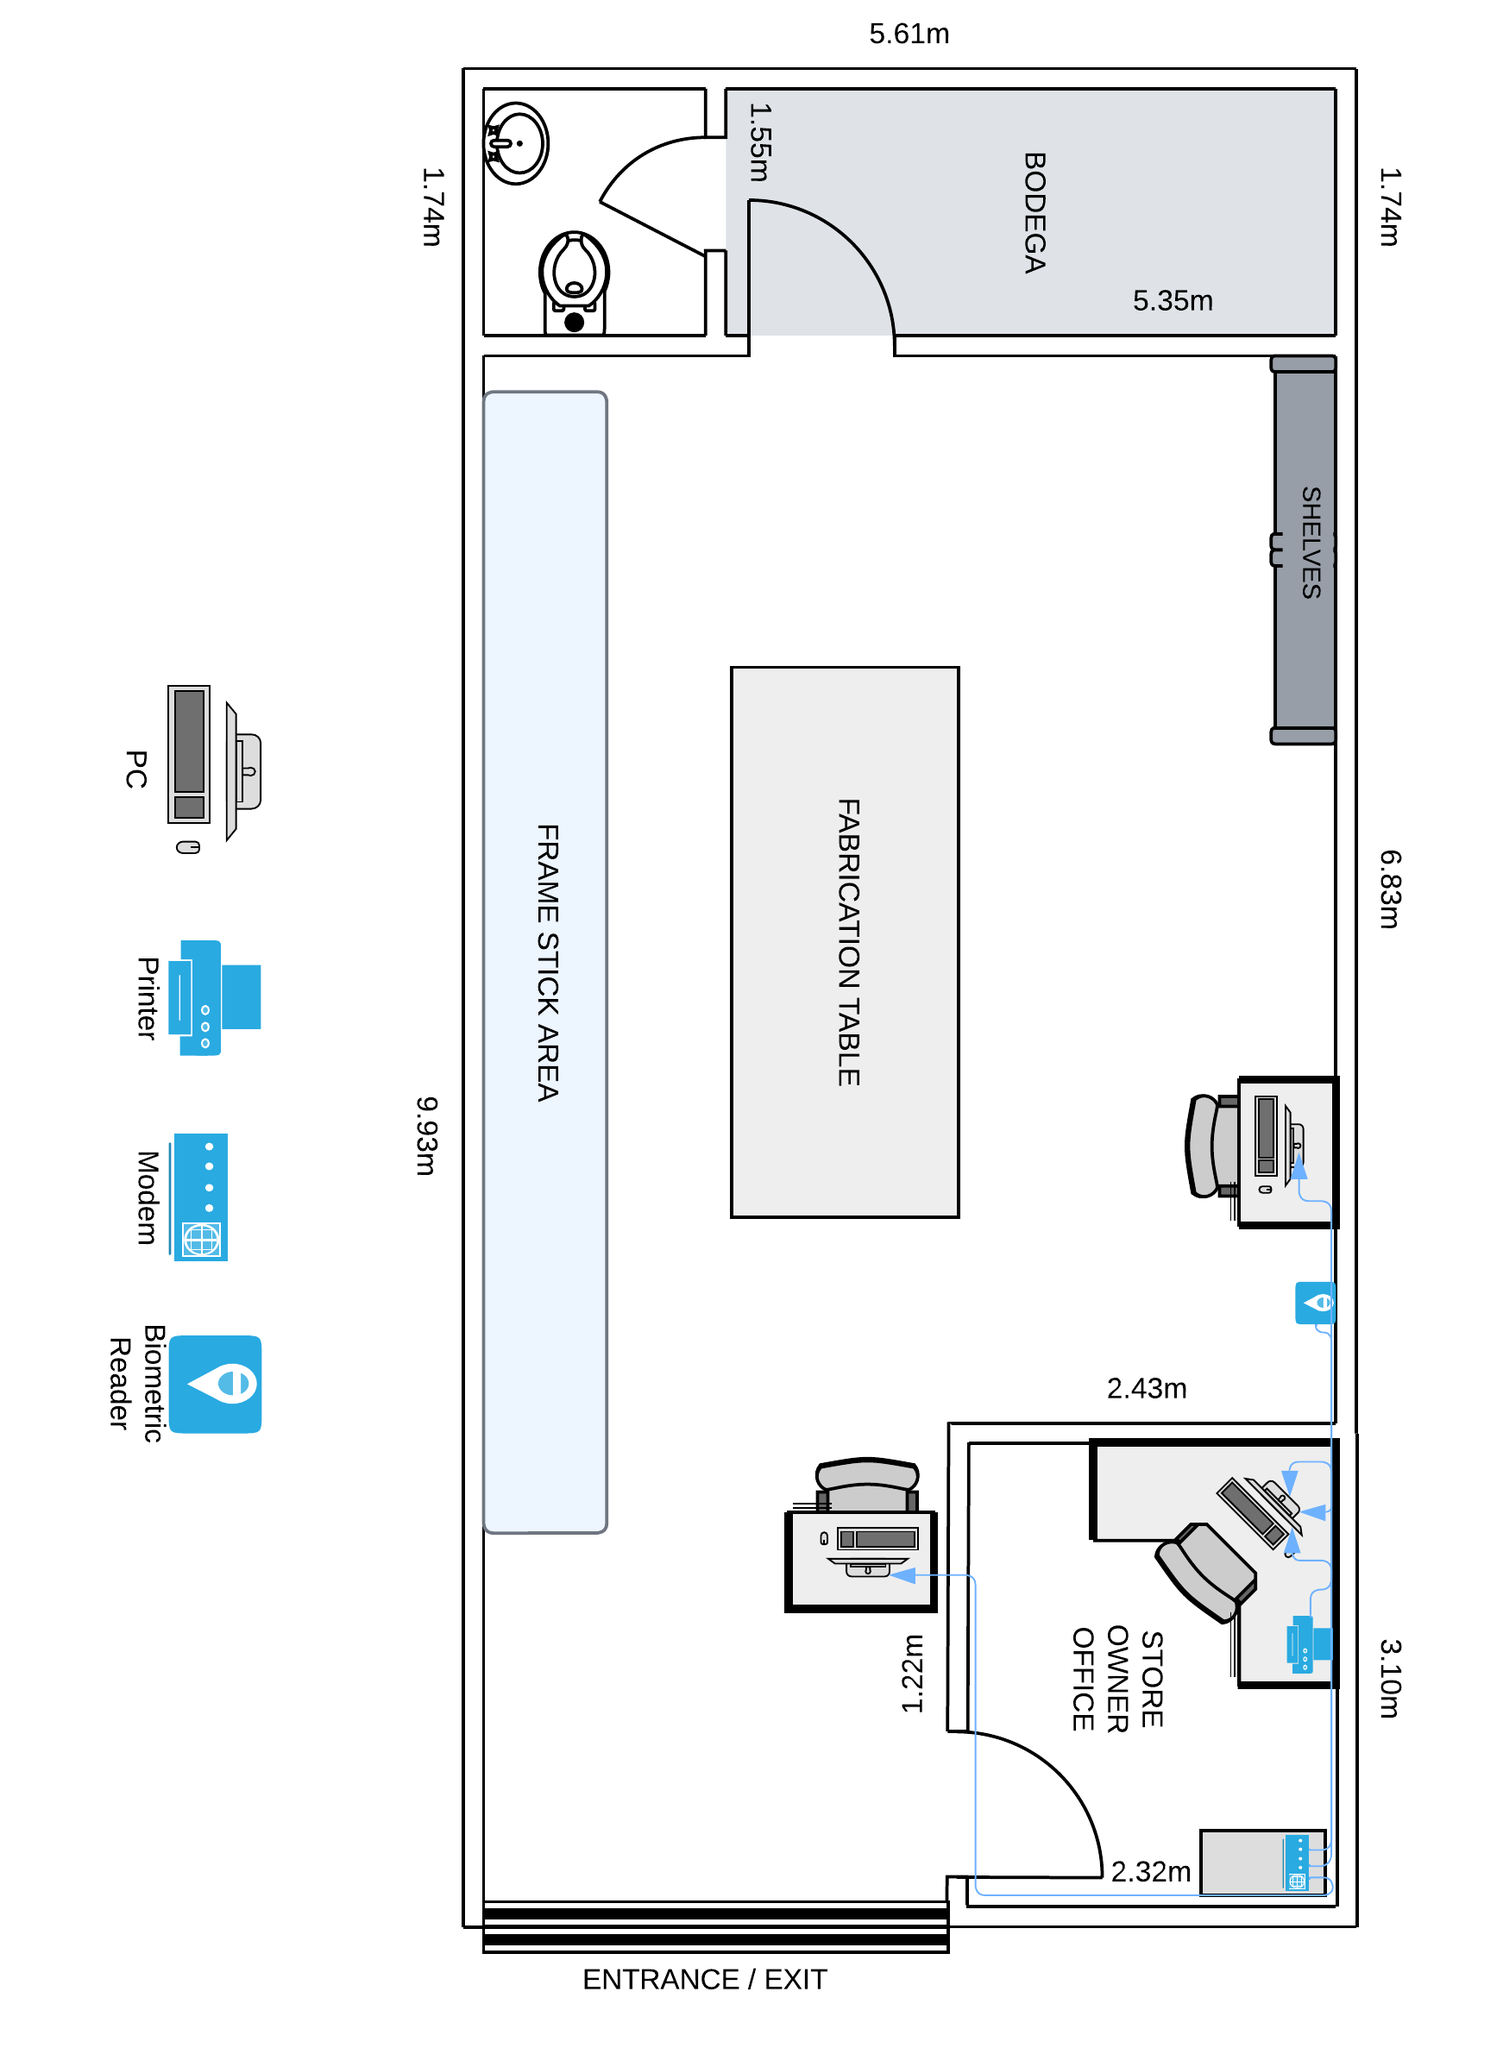 5.61m
1.74m
1.55m
BODEGA
1.74m
5.35m
SHELVES
FRAME STICK AREA
FABRICATION TABLE
6.83m
9.93m
PC
Printer
Modem
Biometric
Reader
2.43m
1.22m
STORE
OWNER
OFFICE
3.10m
2.32m
ENTRANCE / EXIT